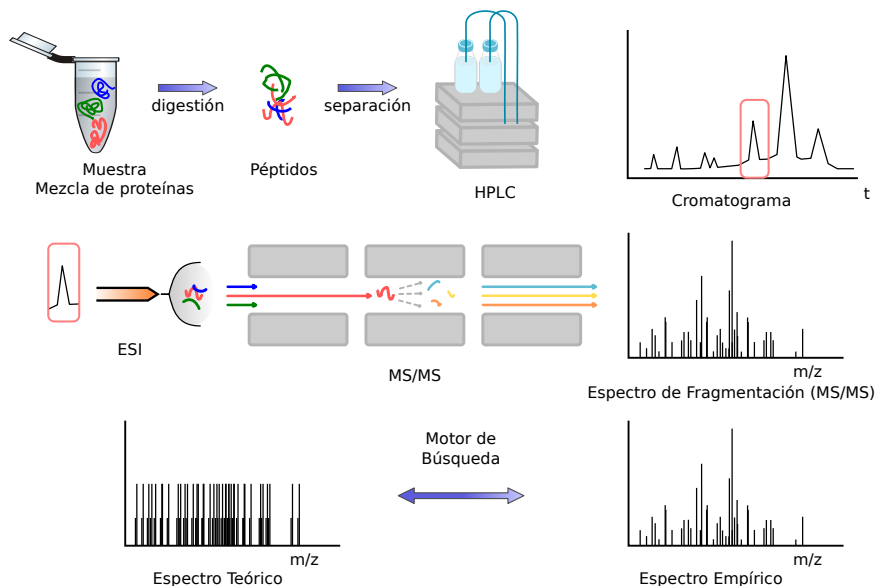 digestión
separación
Muestra
Mezcla de proteínas
Péptidos
HPLC
Cromatograma
t
ESI
MS/MS
m/z
Espectro de Fragmentación (MS/MS)
Motor de
Búsqueda
m/z
Espectro Teórico
m/z
Espectro Empírico